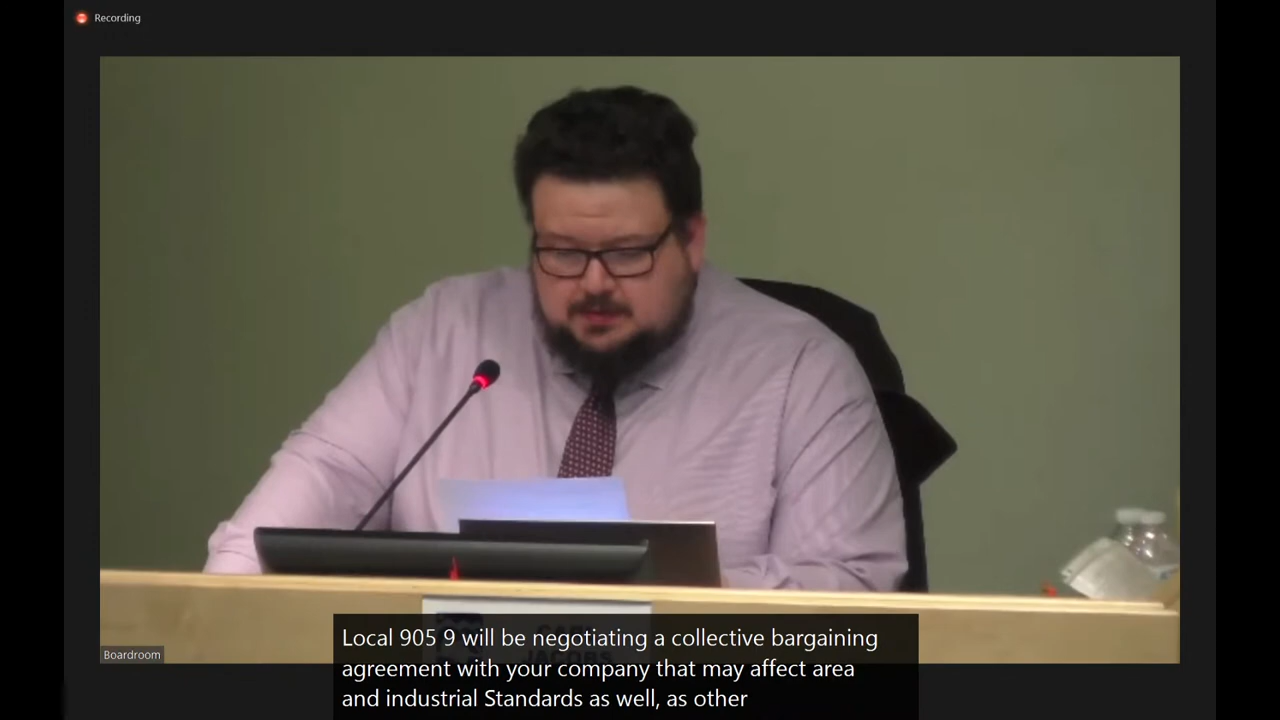 Recording
Boardroom
JACOBS
Local 905 9 will be negotiating a collective bargaining
agreement with your company that may affect area
and industrial Standards as well, as other